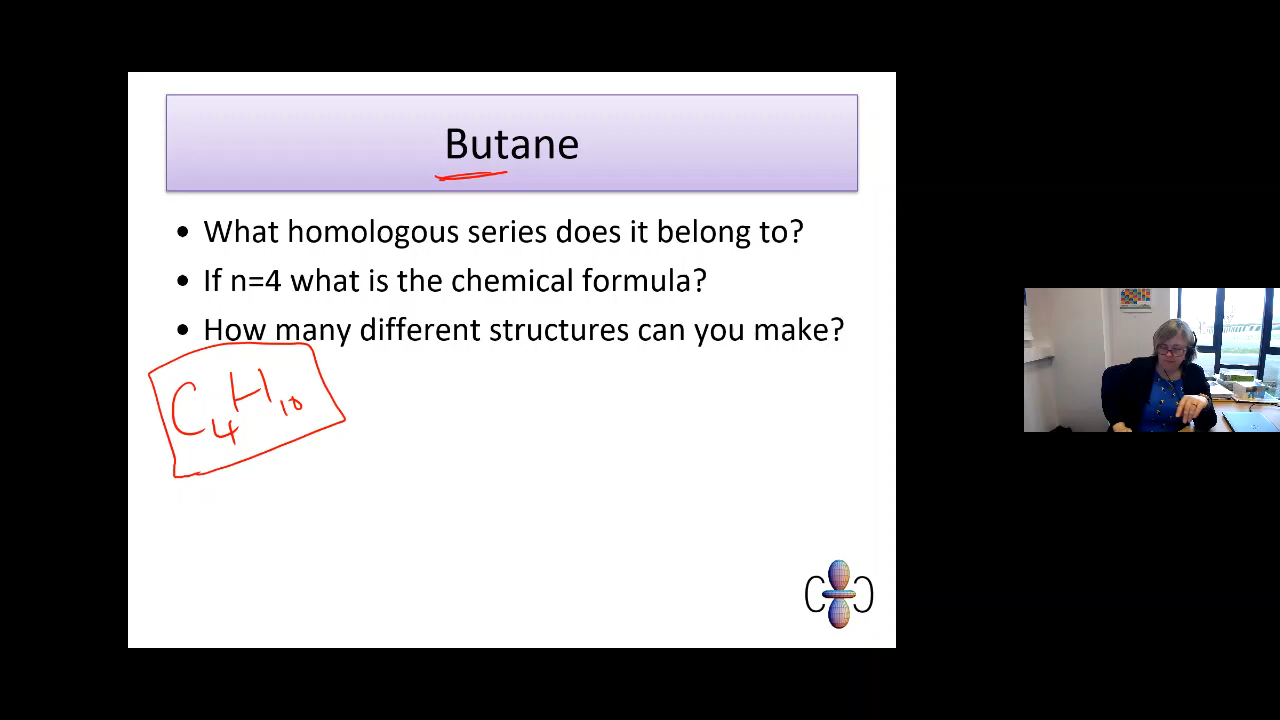 Butane
• What homologous series does it belong to?
• If n=4 what is the chemical formula?
• How many different structures can you make?
C4H10